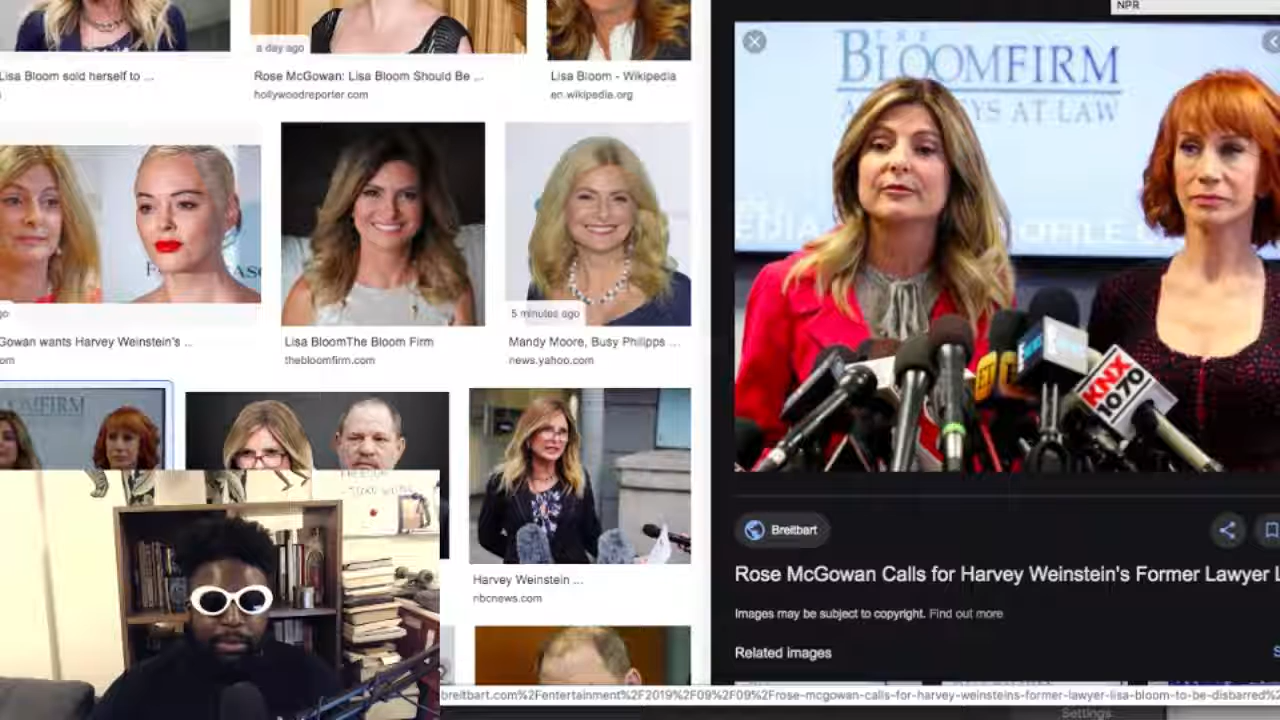 NPR
Lisa Bloom sold herself to ...
a day ago
Rose McGowan: Lisa Bloom Should Be ...
hollywoodreporter.com
Lisa Bloom - Wikipedia
en.wikipedia.org
THE
BLOOMFIRM
AT LAW
Gowan wants Harvey Weinstein's ...
om
Lisa BloomThe Bloom Firm
thebloomfirm.com
5 minutes ago
Mandy Moore, Busy Philipps ...
news.yahoo.com
KNX
1070
ET
Harvey Weinstein ...
nbcnews.com
Breitbart
Rose McGowan Calls for Harvey Weinstein's Former Lawyer L
Images may be subject to copyright. Find out more
Related images
S
breitbart.com%2Fentertainment%2F2019%2F09%2F09%2Frose-mcgowan-calls-for-harvey-weinsteins-former-lawyer-lisa-bloom-to-be-disbarred%2
Settings